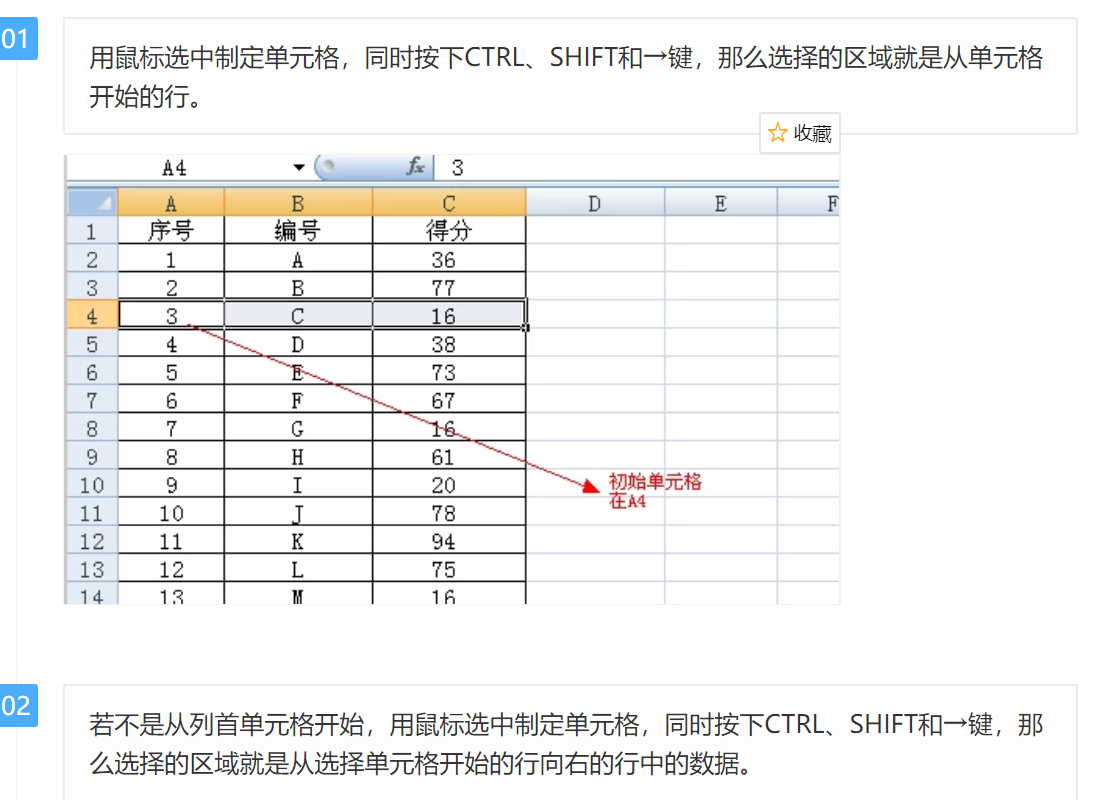 01
用鼠标选中制定单元格，同时按下CTRL、SHIFT和→键，那么选择的区域就是从单元格
开始的行。
收藏
A4 fx 3
A B C D E F
1 序号 编号 得分
2 1 A 36
3 2 B 77
4 3 C 16
5 4 D 38
6 5 E 73
7 6 F 67
8 7 G 16
9 8 H 61
10 9 I 20
11 10 J 78
12 11 K 94
13 12 L 75
14 13 M 16
初始单元格
在A4
02
若不是从列首单元格开始，用鼠标选中制定单元格，同时按下CTRL、SHIFT和→键，那
么选择的区域就是从选择单元格开始的行向右的行中的数据。